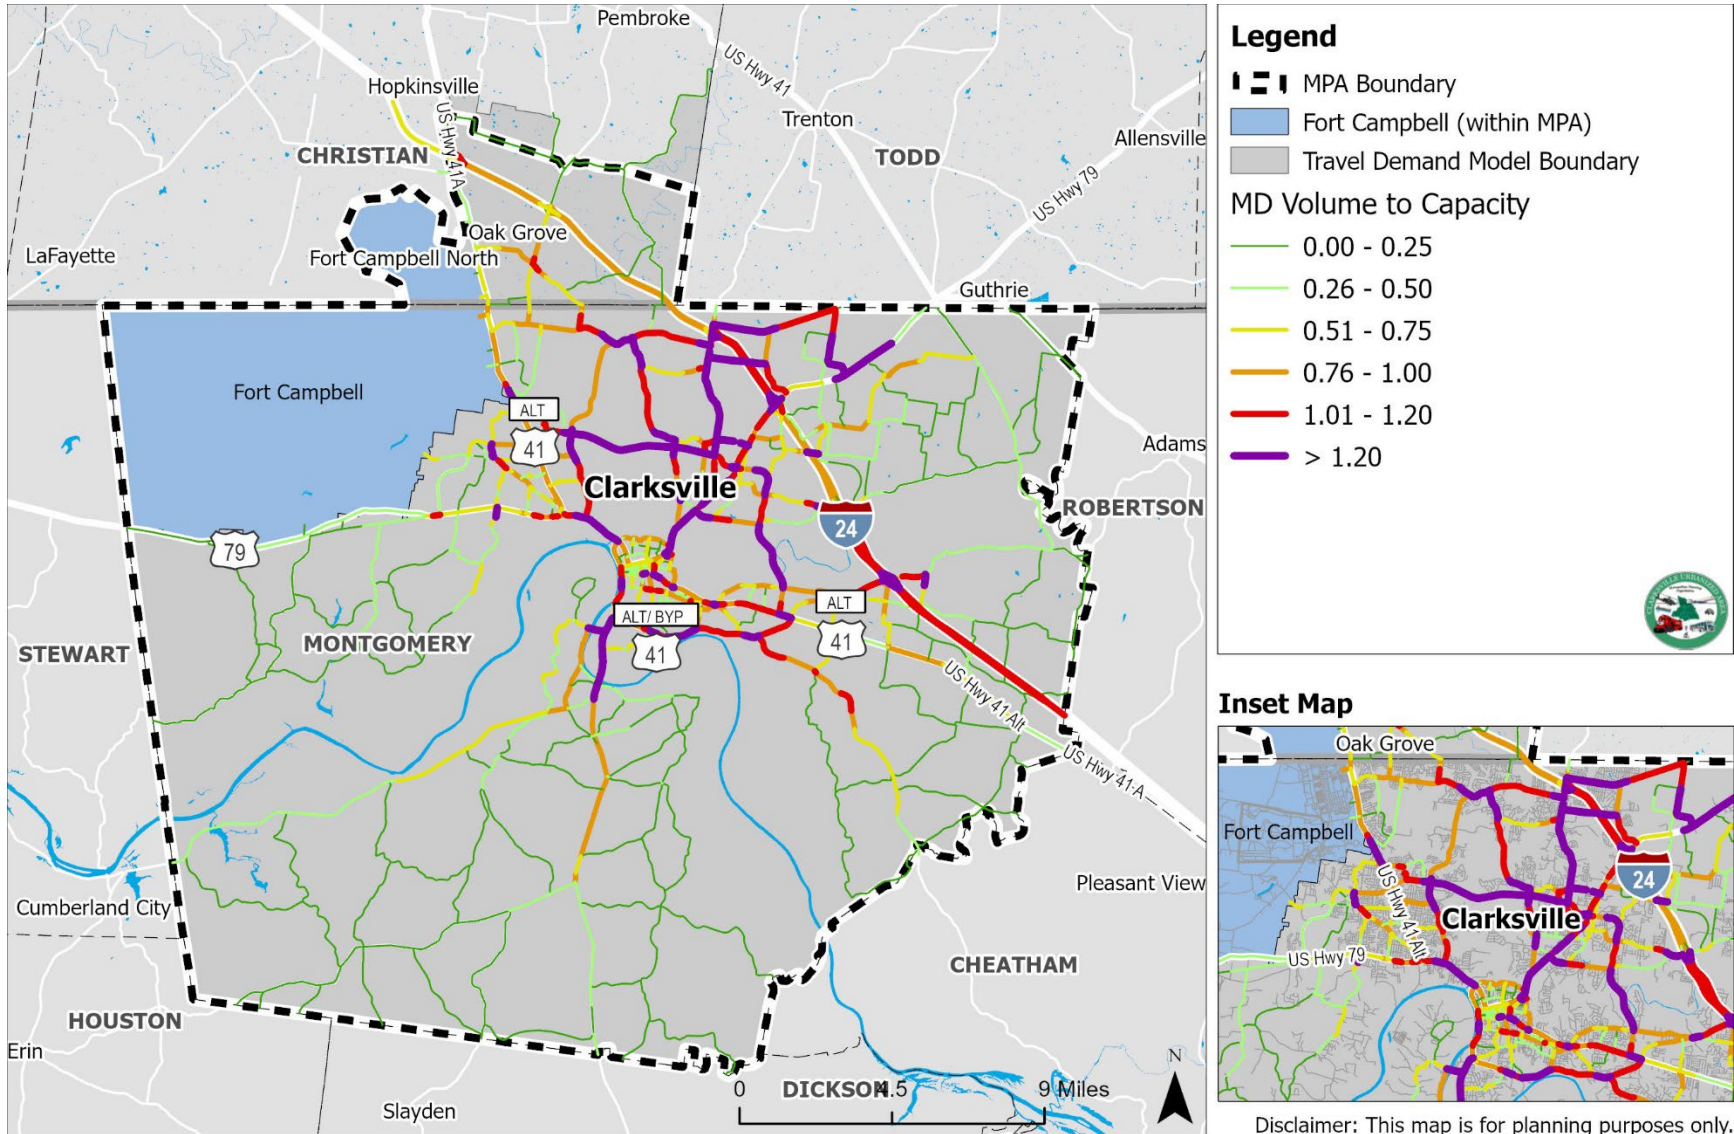 Pembroke
US Hwy 41
Hopkinsville
US Hwy 41A
Trenton
Allensville
CHRISTIAN
TODD
US Hwy 79
Oak Grove
LaFayette
Fort Campbell North
Guthrie
Fort Campbell
ALT
41
Adams
Clarksville
ROBERTSON
24
79
ALT
ALT/ BYP
41
41
MONTGOMERY
STEWART
US Hwy 41 Alt
US Hwy 41 A
Pleasant View
Cumberland City
CHEATHAM
HOUSTON
Erin
N
0 4.5 9 Miles
DICKSON
Slayden
Legend
MPA Boundary
Fort Campbell (within MPA)
Travel Demand Model Boundary
MD Volume to Capacity
0.00 - 0.25
0.26 - 0.50
0.51 - 0.75
0.76 - 1.00
1.01 - 1.20
> 1.20
Inset Map
Oak Grove
Fort Campbell
24
US Hwy 41 Alt
Clarksville
US Hwy 79
Disclaimer: This map is for planning purposes only.